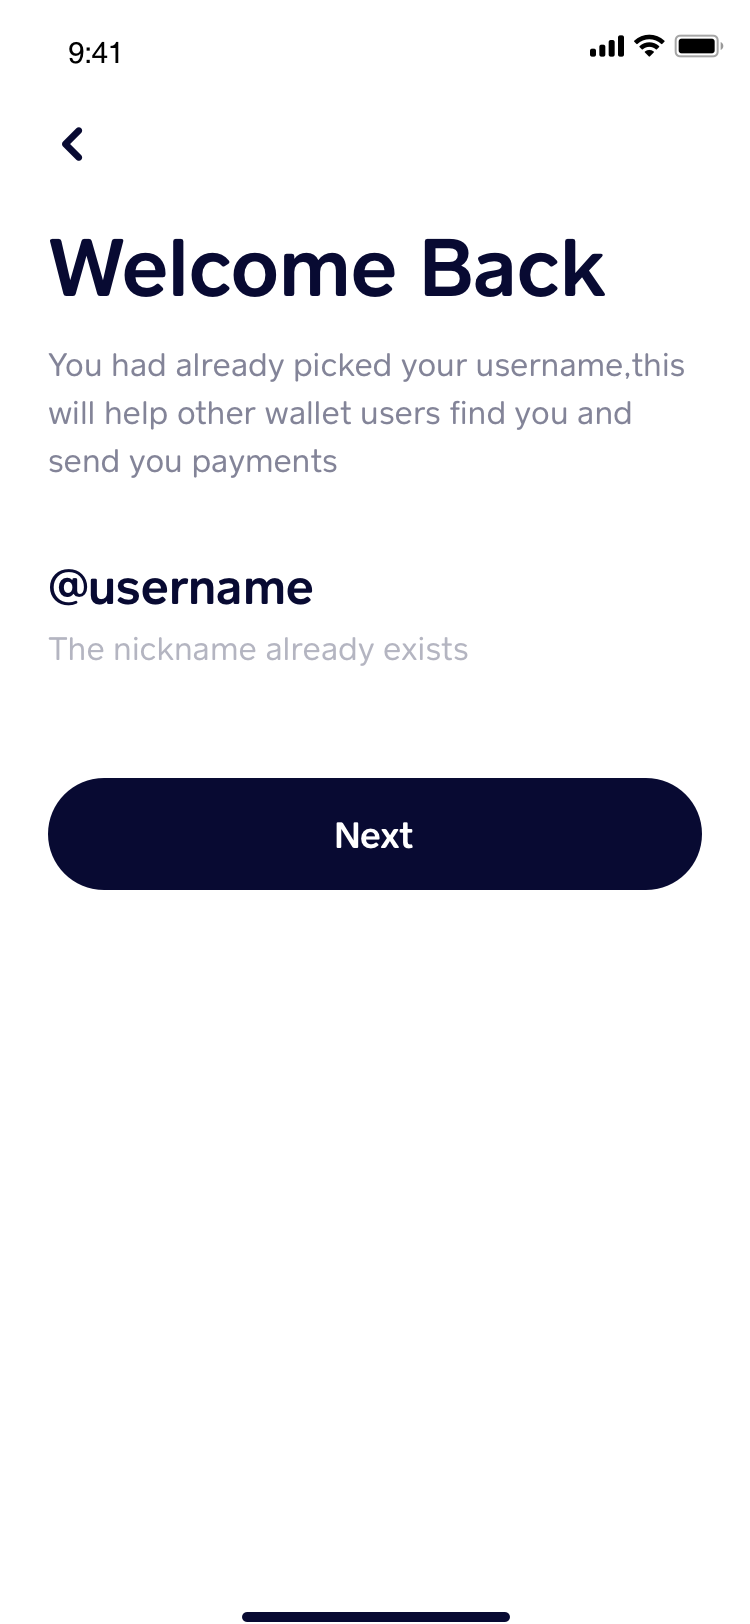 9:41
Welcome Back
You had already picked your username,this
will help other wallet users find you and
send you payments
@username
The nickname already exists
Next